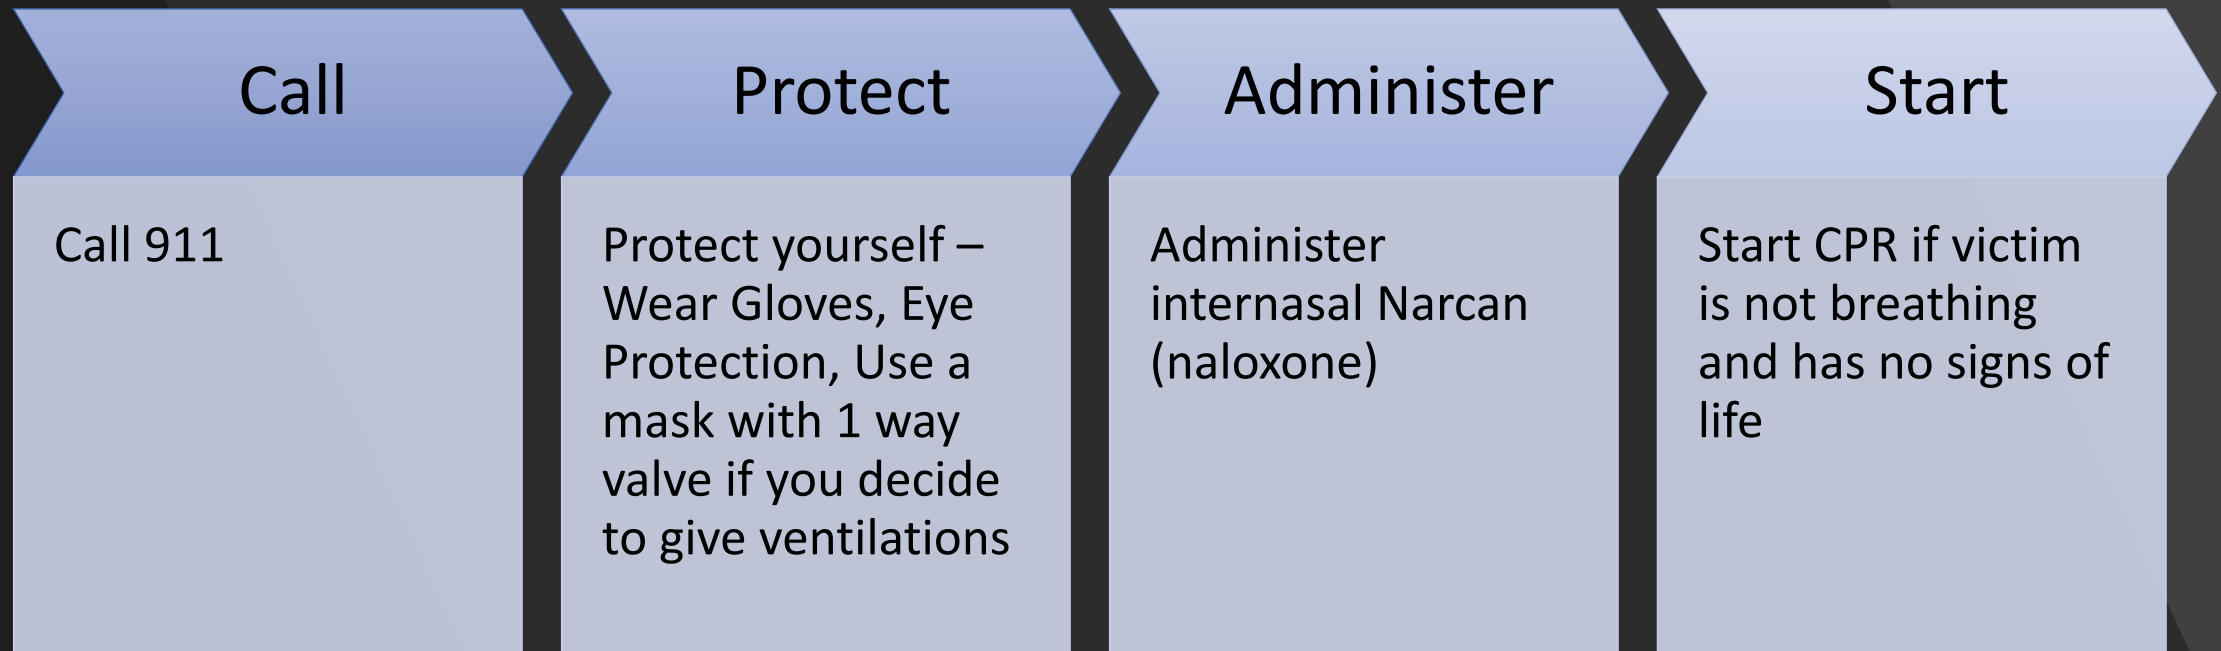 Call
Protect
Administer
Start
Call 911
Protect yourself –
Wear Gloves, Eye
Protection, Use a
mask with 1 way
valve if you decide
to give ventilations
Administer
internasal Narcan
(naloxone)
Start CPR if victim
is not breathing
and has no signs of
life